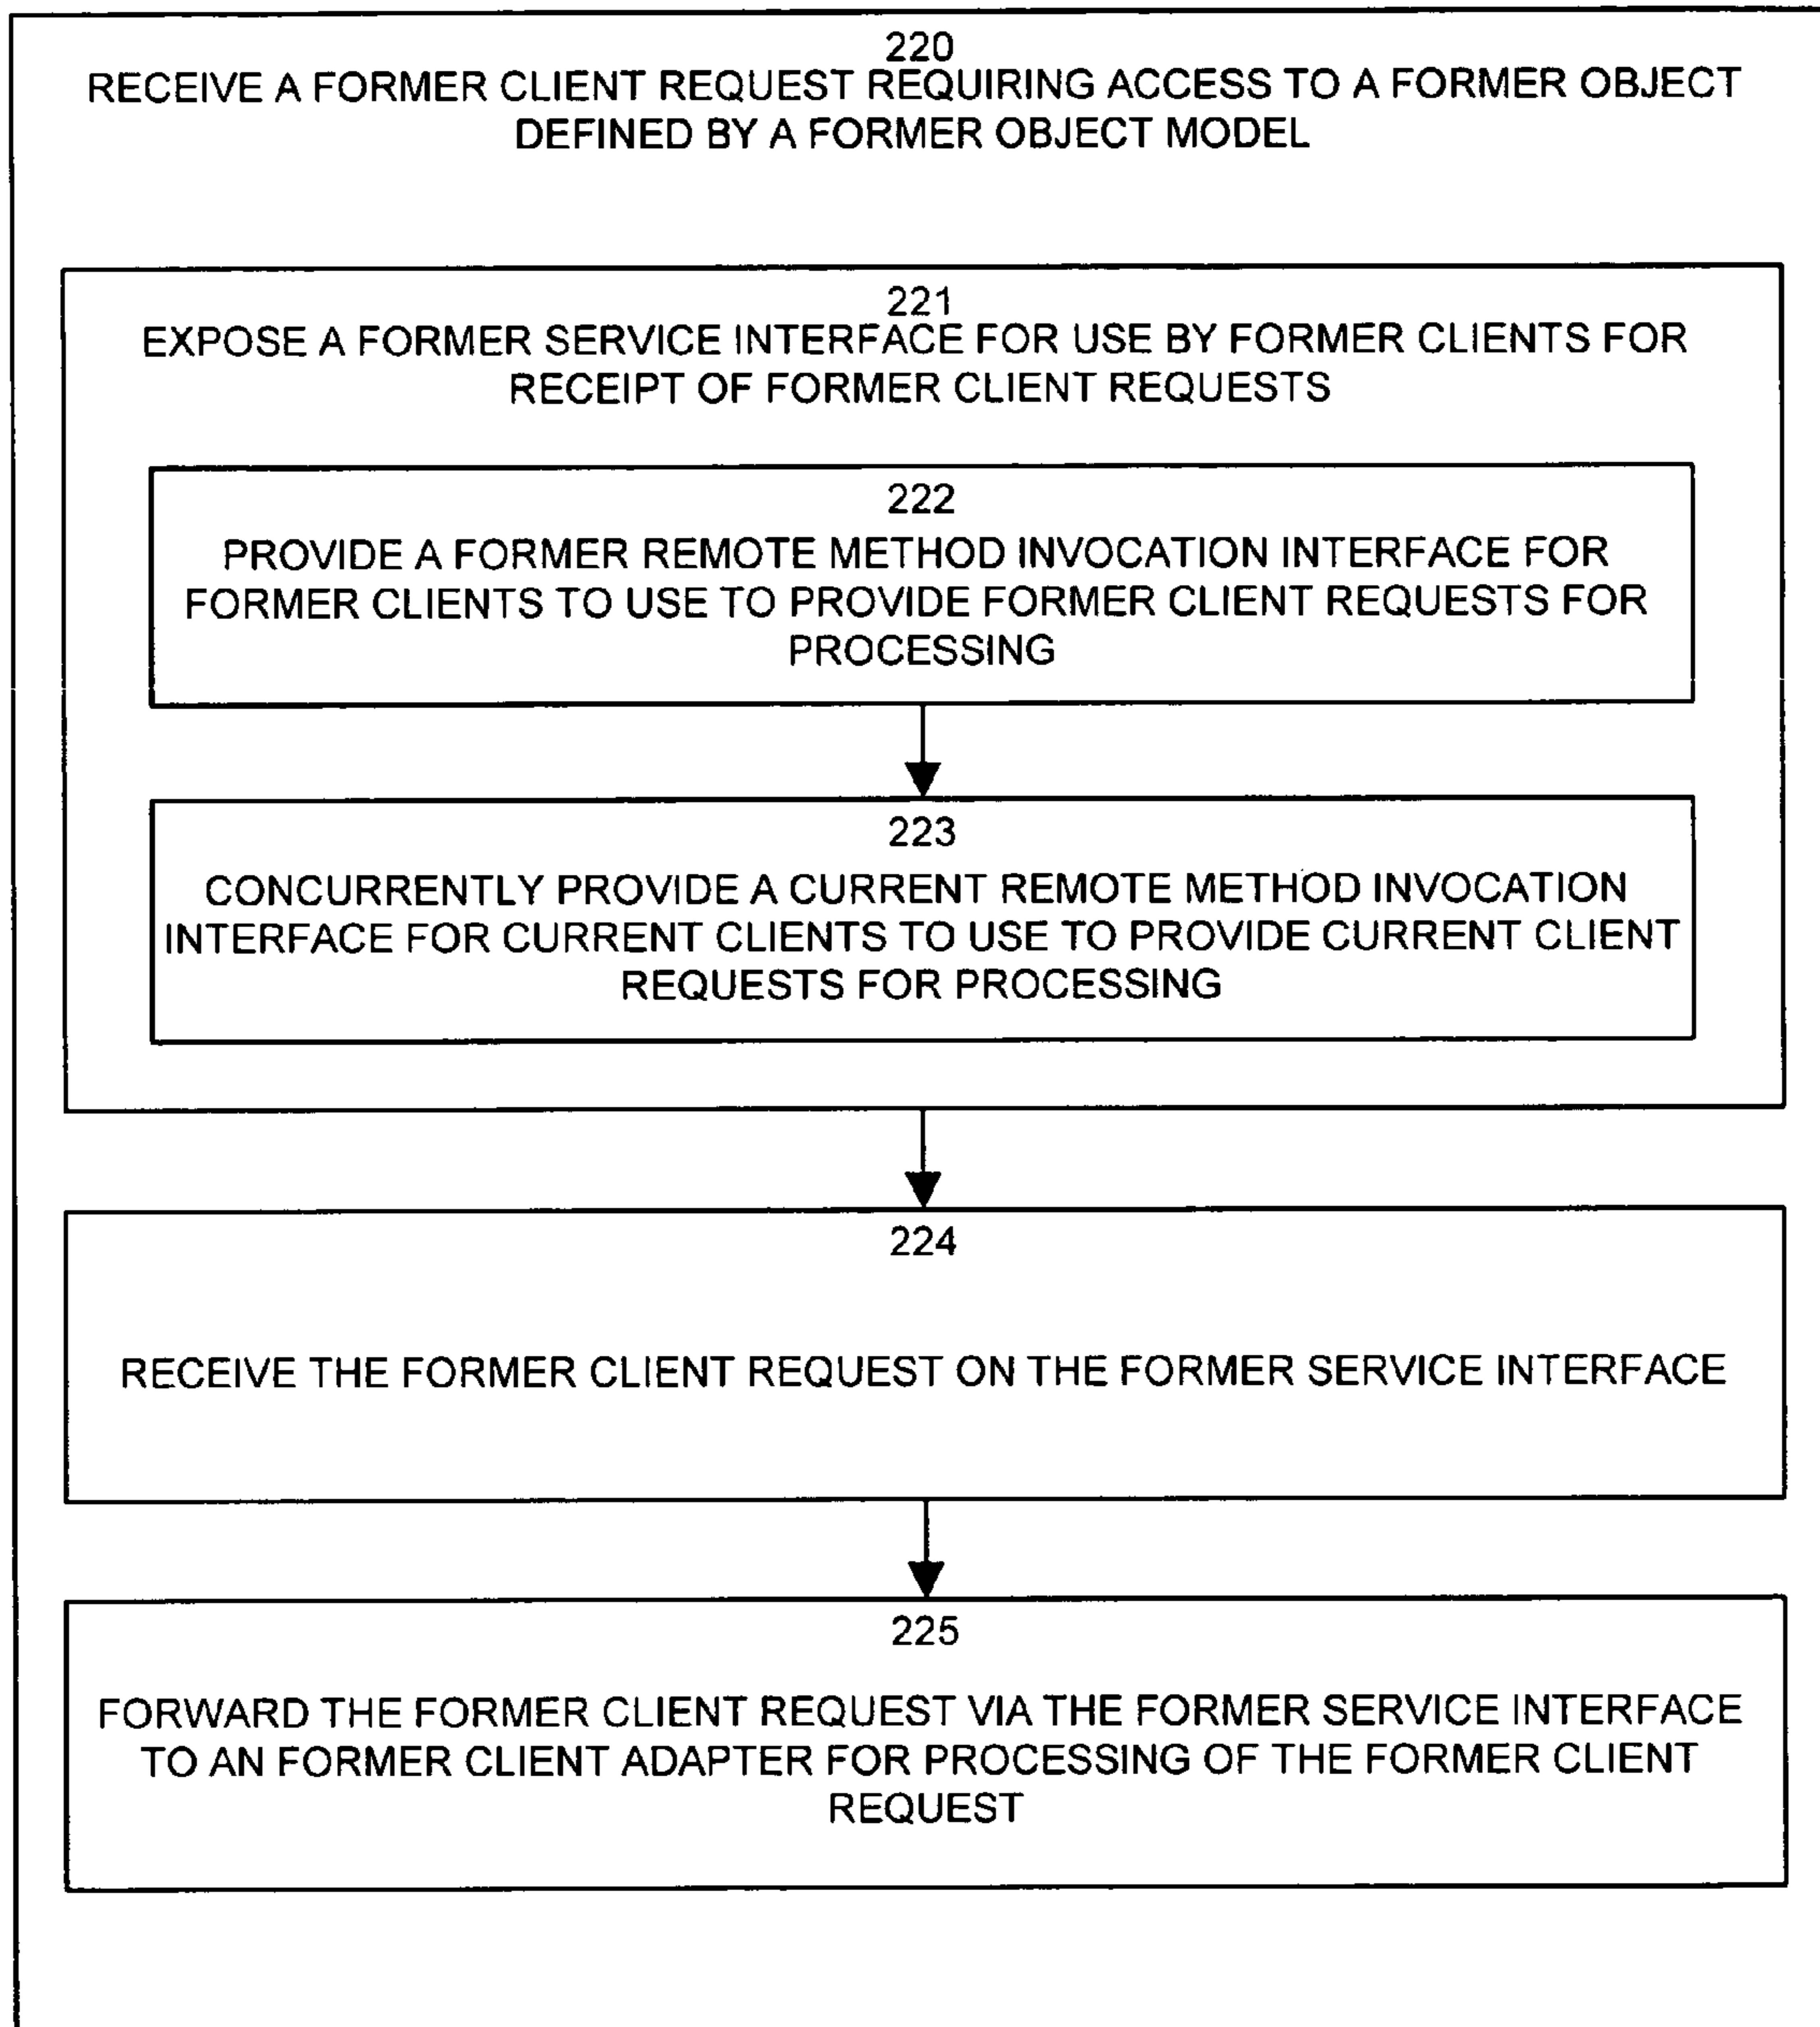 220
RECEIVE A FORMER CLIENT REQUEST REQUIRING ACCESS TO A FORMER OBJECT
DEFINED BY A FORMER OBJECT MODEL
221
EXPOSE A FORMER SERVICE INTERFACE FOR USE BY FORMER CLIENTS FOR
RECEIPT OF FORMER CLIENT REQUESTS
222
PROVIDE A FORMER REMOTE METHOD INVOCATION INTERFACE FOR
FORMER CLIENTS TO USE TO PROVIDE FORMER CLIENT REQUESTS FOR
PROCESSING
223
CONCURRENTLY PROVIDE A CURRENT REMOTE METHOD INVOCATION
INTERFACE FOR CURRENT CLIENTS TO USE TO PROVIDE CURRENT CLIENT
REQUESTS FOR PROCESSING
224
RECEIVE THE FORMER CLIENT REQUEST ON THE FORMER SERVICE INTERFACE
225
FORWARD THE FORMER CLIENT REQUEST VIA THE FORMER SERVICE INTERFACE
TO AN FORMER CLIENT ADAPTER FOR PROCESSING OF THE FORMER CLIENT
REQUEST